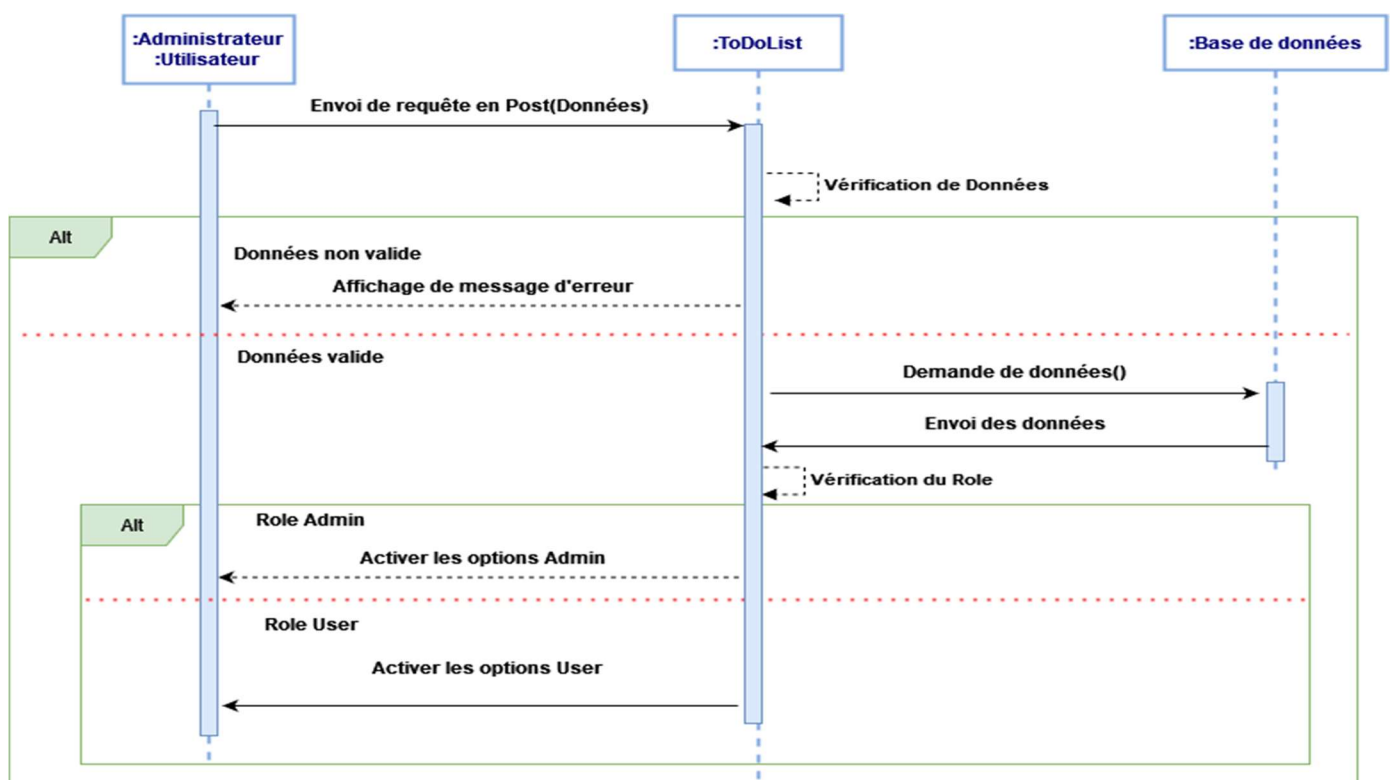 :Administrateur
:Utilisateur
:ToDoList
:Base de données
Envoi de requête en Post(Données)
Vérification de Données
Alt
Données non valide
Affichage de message d'erreur
Données valide
Demande de données()
Envoi des données
Vérification du Role
Alt
Role Admin
Activer les options Admin
Role User
Activer les options User